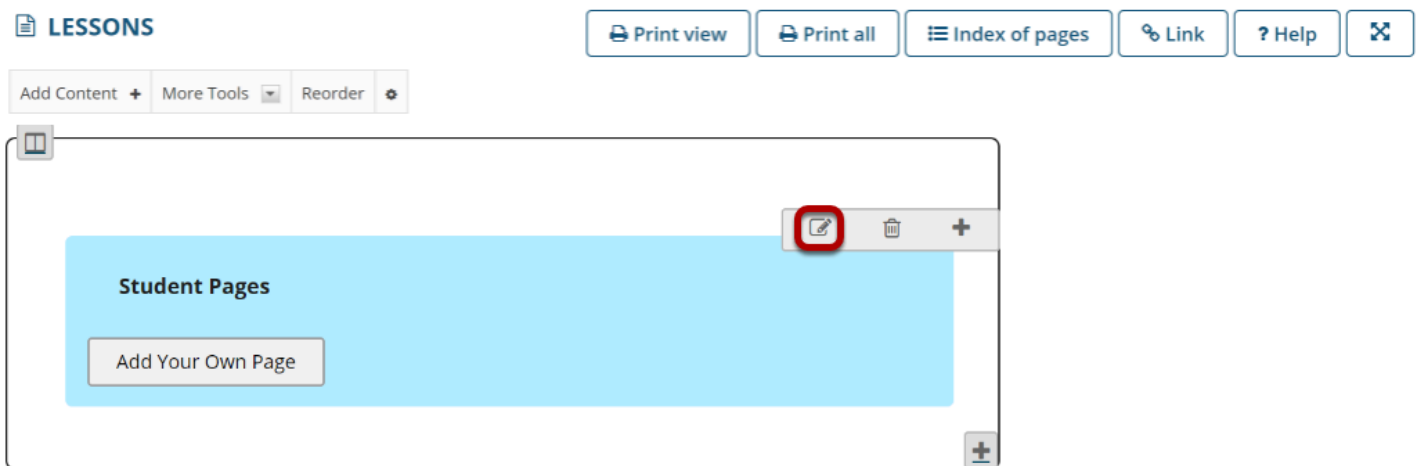 LESSONS
Print view
Print all
Index of pages
Link
? Help
Add Content +
More Tools
Reorder
Student Pages
Add Your Own Page